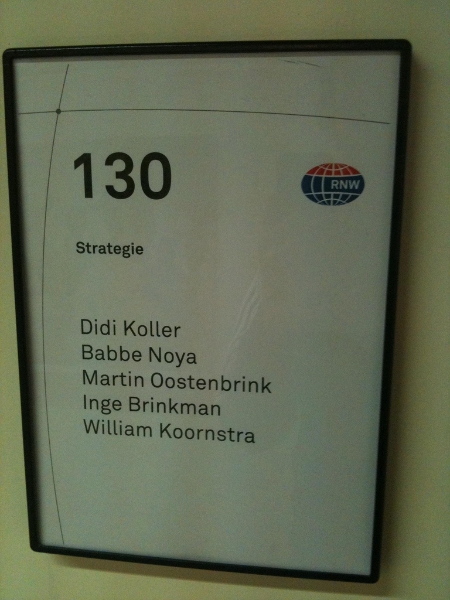 130
RNW
Strategie
Didi Koller
Babbe Noya
Martin Oostenbrink
Inge Brinkman
William Koornstra